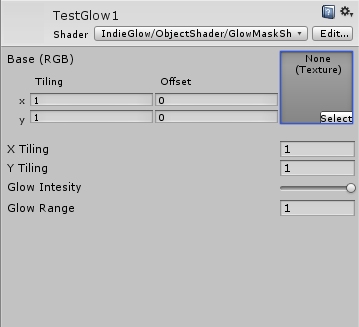 TestGlow1
Shader IndieGlow/ObjectShader/GlowMaskSh Edit...
Base (RGB)
None
(Texture)
Tiling Offset
x 1 0
y 1 0
Select
X Tiling 1
Y Tiling 1
Glow Intesity
Glow Range 1